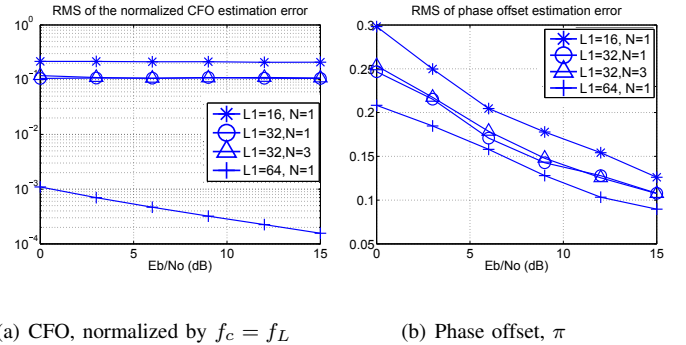 RMS of the normalized CFO estimation error
10⁰
10⁻¹
10⁻²
10⁻³
10⁻⁴
0 5 10 15
Eb/No (dB)
L1=16, N=1
L1=32,N=1
L1=32,N=3
L1=64, N=1
(a) CFO, normalized by f_c = f_L
RMS of phase offset estimation error
0.3
0.25
0.2
0.15
0.1
0.05
0 5 10 15
Eb/No (dB)
L1=16, N=1
L1=32,N=1
L1=32,N=3
L1=64, N=1
(b) Phase offset, π